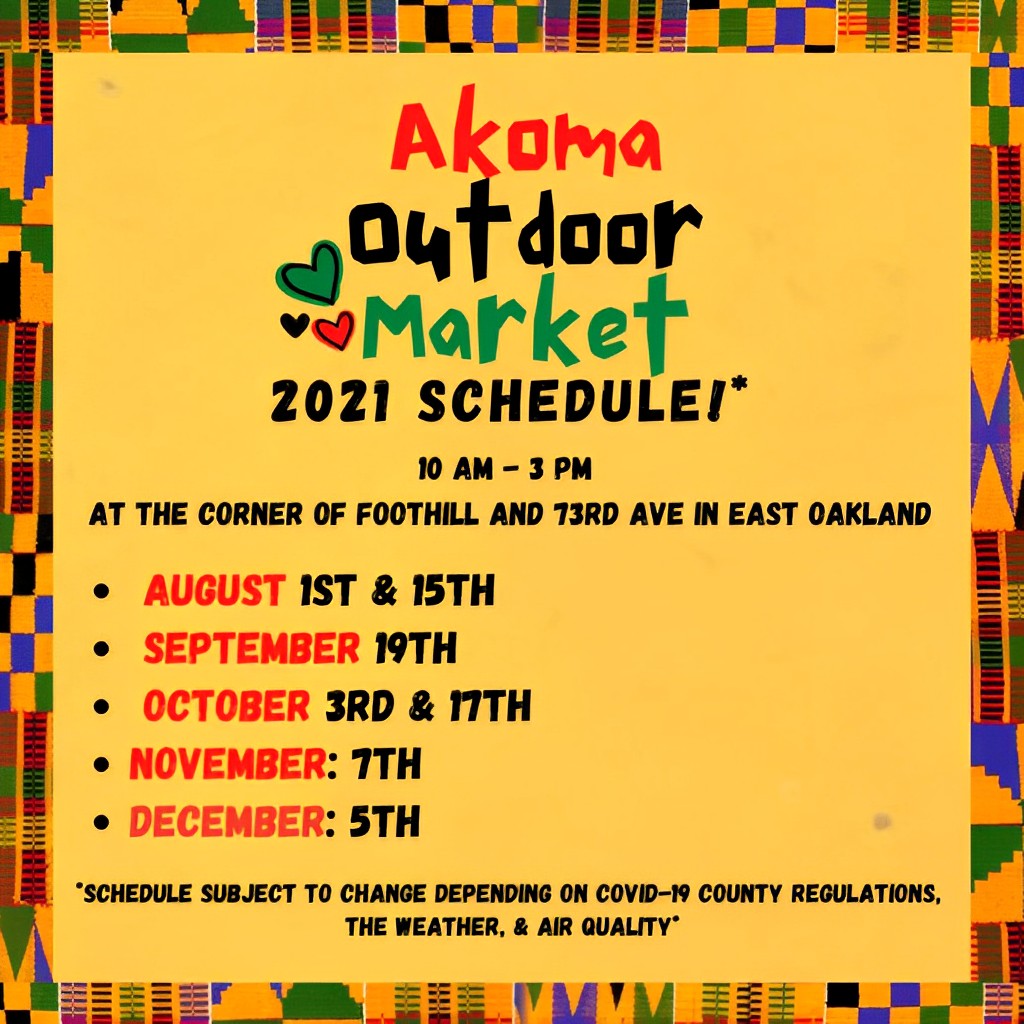 Akoma
Outdoor
Market
2021 SCHEDULE!*
10 AM - 3 PM
AT THE CORNER OF FOOTHILL AND 73RD AVE IN EAST OAKLAND
• AUGUST 1ST & 15TH
• SEPTEMBER 19TH
• OCTOBER 3RD & 17TH
• NOVEMBER: 7TH
• DECEMBER: 5TH
*SCHEDULE SUBJECT TO CHANGE DEPENDING ON COVID-19 COUNTY REGULATIONS,
THE WEATHER, & AIR QUALITY*